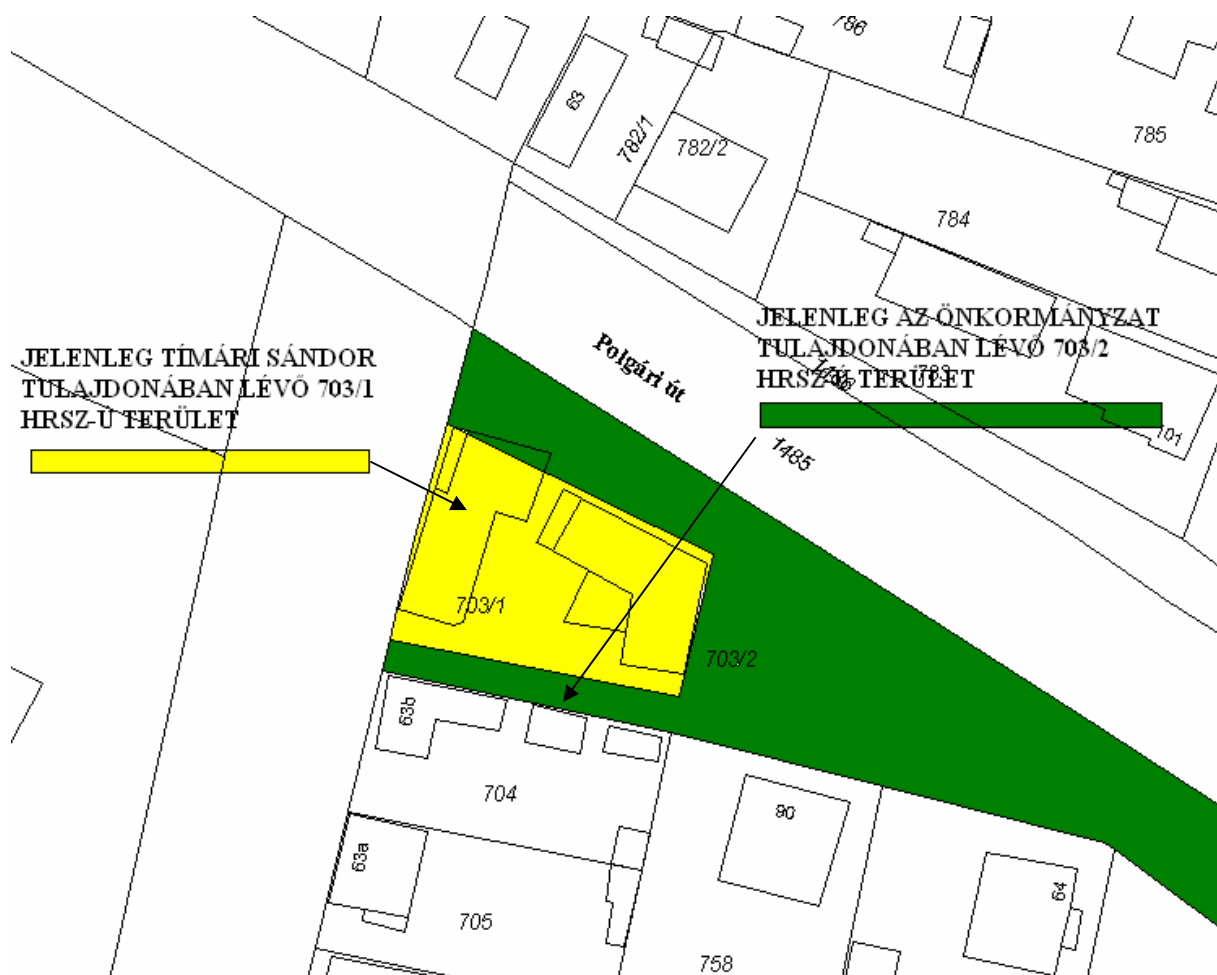 786
63
782/1
782/2
785
784
JELENLEG AZ ÖNKORMÁNYZAT
TULAJDONÁBAN LÉVŐ 703/2
TERÜLET
783
101
Polgári út
1485
JELENLEG TÍMÁRI SÁNDOR
TULAJDONÁBAN LÉVŐ 703/1
HRSZ-Ú TERÜLET
703/1
703/2
63b
704
90
63a
64
705
758